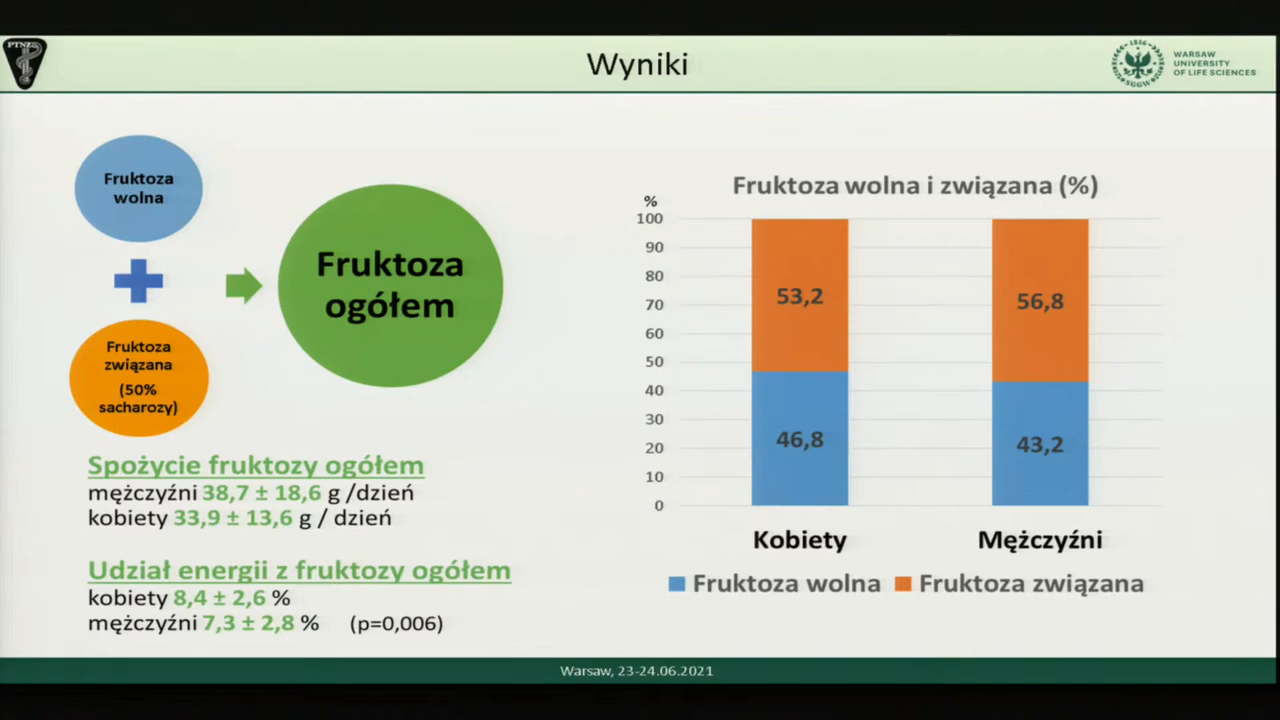 PTNŻ
Wyniki
1816
SGGW
WARSAW
UNIVERSITY
OF LIFE SCIENCES
Fruktoza
wolna
Fruktoza
związana
(50%
sacharozy)
Fruktoza
ogółem
Spożycie fruktozy ogółem
mężczyźni 38,7 ± 18,6 g /dzień
kobiety 33,9 ± 13,6 g / dzień
Udział energii z fruktozy ogółem
kobiety 8,4 ± 2,6 %
mężczyźni 7,3 ± 2,8 % (p=0,006)
Fruktoza wolna i związana (%)
%
100
90
80
70
60
50
40
30
20
10
0
53,2
56,8
46,8
43,2
Kobiety Mężczyźni
Fruktoza wolna Fruktoza związana
Warsaw, 23-24.06.2021